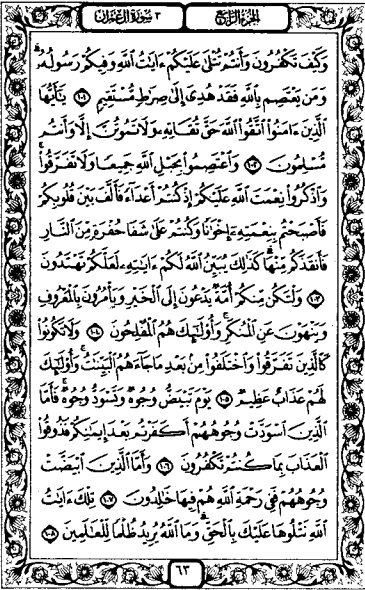 الجزء الرابع
٣ سورة آل عمران
وَكَيْفَ تَكْفُرُونَ وَأَنتُمْ تُتْلَىٰ عَلَيْكُمْ ءَايَٰتُ ٱللَّهِ وَفِيكُمْ رَسُولُهُۥ
وَمَن يَعْتَصِم بِٱللَّهِ فَقَدْ هُدِىَ إِلَىٰ صِرَٰطٍ مُّسْتَقِيمٍ ١٠١ يَٰٓأَيُّهَا
ٱلَّذِينَ ءَامَنُوا۟ ٱتَّقُوا۟ ٱللَّهَ حَقَّ تُقَاتِهِۦ وَلَا تَمُوتُنَّ إِلَّا وَأَنتُم
مُّسْلِمُونَ ١٠٢ وَٱعْتَصِمُوا۟ بِحَبْلِ ٱللَّهِ جَمِيعًا وَلَا تَفَرَّقُوا۟
وَٱذْكُرُوا۟ نِعْمَتَ ٱللَّهِ عَلَيْكُمْ إِذْ كُنتُمْ أَعْدَآءً فَأَلَّفَ بَيْنَ قُلُوبِكُمْ
فَأَصْبَحْتُم بِنِعْمَتِهِۦٓ إِخْوَٰنًا وَكُنتُمْ عَلَىٰ شَفَا حُفْرَةٍ مِّنَ ٱلنَّارِ
فَأَنقَذَكُم مِّنْهَا كَذَٰلِكَ يُبَيِّنُ ٱللَّهُ لَكُمْ ءَايَٰتِهِۦ لَعَلَّكُمْ تَهْتَدُونَ
١٠٣ وَلْتَكُن مِّنكُمْ أُمَّةٌ يَدْعُونَ إِلَى ٱلْخَيْرِ وَيَأْمُرُونَ بِٱلْمَعْرُوفِ
وَيَنْهَوْنَ عَنِ ٱلْمُنكَرِ وَأُو۟لَٰٓئِكَ هُمُ ٱلْمُفْلِحُونَ ١٠٤ وَلَا تَكُونُوا۟
كَٱلَّذِينَ تَفَرَّقُوا۟ وَٱخْتَلَفُوا۟ مِنۢ بَعْدِ مَا جَآءَهُمُ ٱلْبَيِّنَٰتُ وَأُو۟لَٰٓئِكَ
لَهُمْ عَذَابٌ عَظِيمٌ ١٠٥ يَوْمَ تَبْيَضُّ وُجُوهٌ وَتَسْوَدُّ وُجُوهٌ فَأَمَّا
ٱلَّذِينَ ٱسْوَدَّتْ وُجُوهُهُمْ أَكَفَرْتُم بَعْدَ إِيمَٰنِكُمْ فَذُوقُوا۟
ٱلْعَذَابَ بِمَا كُنتُمْ تَكْفُرُونَ ١٠٦ وَأَمَّا ٱلَّذِينَ ٱبْيَضَّتْ
وُجُوهُهُمْ فَفِى رَحْمَةِ ٱللَّهِ هُمْ فِيهَا خَٰلِدُونَ ١٠٧ تِلْكَ ءَايَٰتُ
ٱللَّهِ نَتْلُوهَا عَلَيْكَ بِٱلْحَقِّ وَمَا ٱللَّهُ يُرِيدُ ظُلْمًا لِّلْعَٰلَمِينَ ١٠٨
٦٣